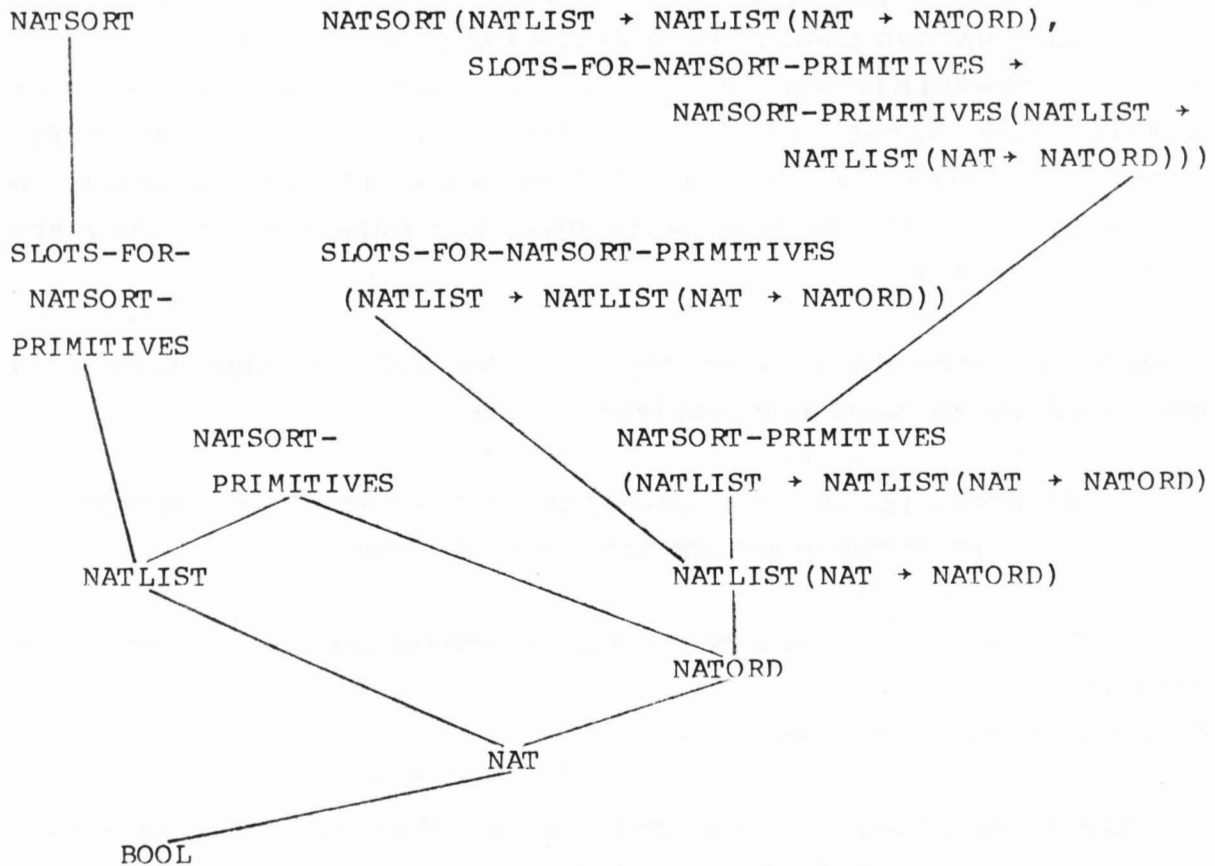 NATSORT NATSORT(NATLIST → NATLIST(NAT → NATORD),
SLOTS-FOR-NATSORT-PRIMITIVES →
NATSORT-PRIMITIVES(NATLIST →
NATLIST(NAT→ NATORD)))
SLOTS-FOR- SLOTS-FOR-NATSORT-PRIMITIVES
NATSORT- (NATLIST → NATLIST(NAT → NATORD))
PRIMITIVES
NATSORT- NATSORT-PRIMITIVES
PRIMITIVES (NATLIST → NATLIST(NAT → NATORD)
NATLIST NATLIST(NAT → NATORD)
NATORD
NAT
BOOL